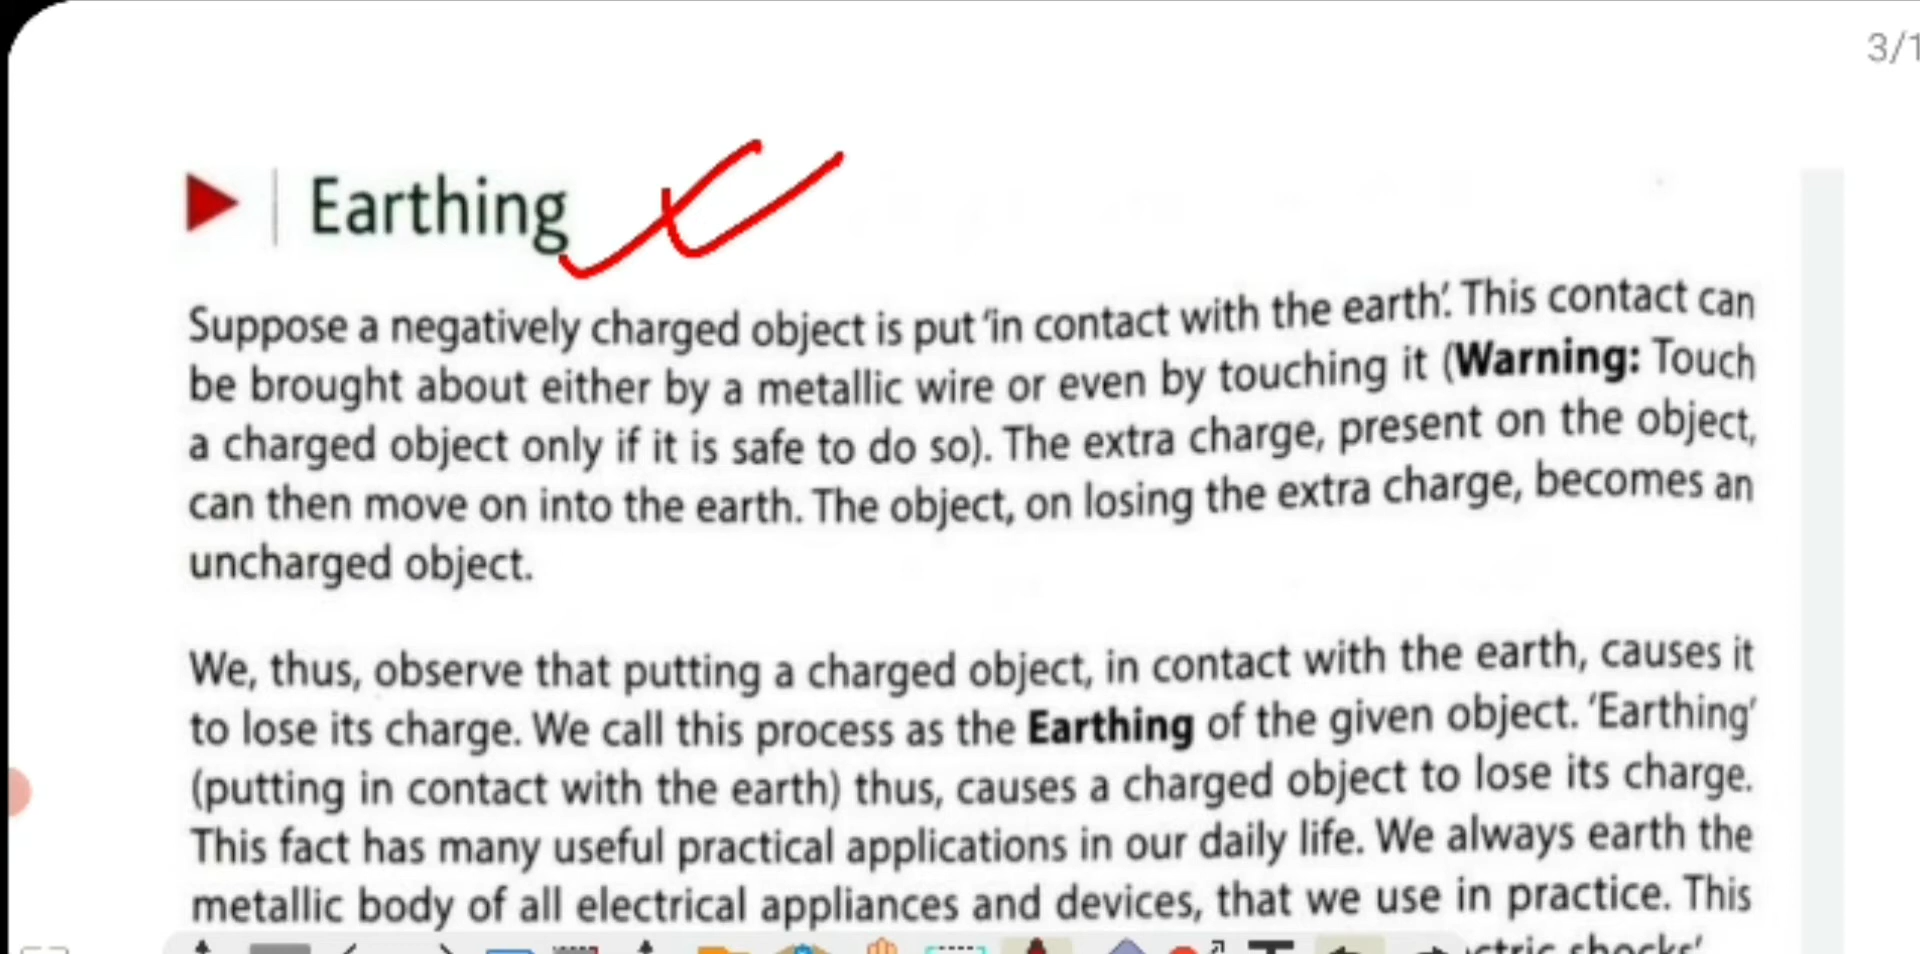 3/1
Earthing
Suppose a negatively charged object is put 'in contact with the earth'. This contact can
be brought about either by a metallic wire or even by touching it (Warning: Touch
a charged object only if it is safe to do so). The extra charge, present on the object,
can then move on into the earth. The object, on losing the extra charge, becomes an
uncharged object.
We, thus, observe that putting a charged object, in contact with the earth, causes it
to lose its charge. We call this process as the Earthing of the given object. 'Earthing'
(putting in contact with the earth) thus, causes a charged object to lose its charge.
This fact has many useful practical applications in our daily life. We always earth the
metallic body of all electrical appliances and devices, that we use in practice. This
shocks'